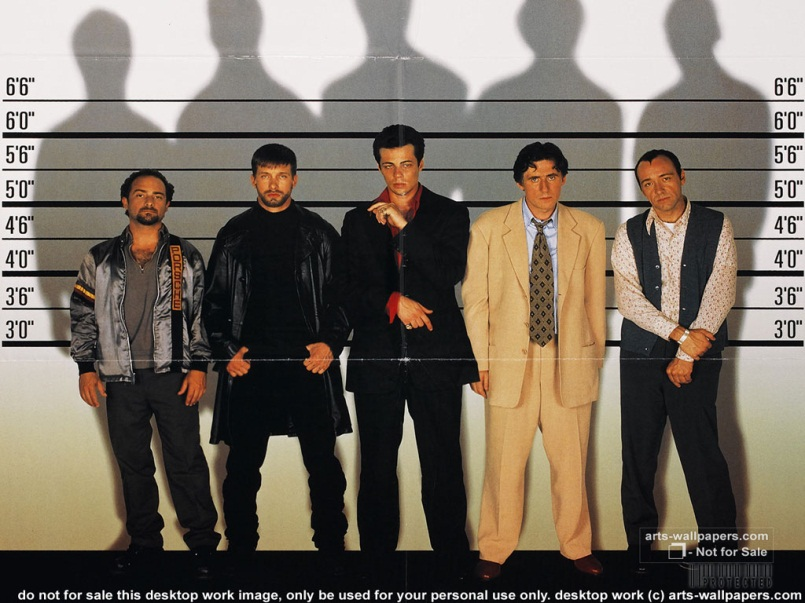 6'6" 6'6"
6'0" 6'0"
5'6" 5'6"
5'0" 5'0"
4'6" 4'6"
4'0" 4'0"
3'6" 3'6"
3'0" 3'0"
PORSCHE
arts-wallpapers.com
- Not for Sale
PROTECTED
do not for sale this desktop work image, only be used for your personal use only. desktop work (c) arts-wallpapers.com